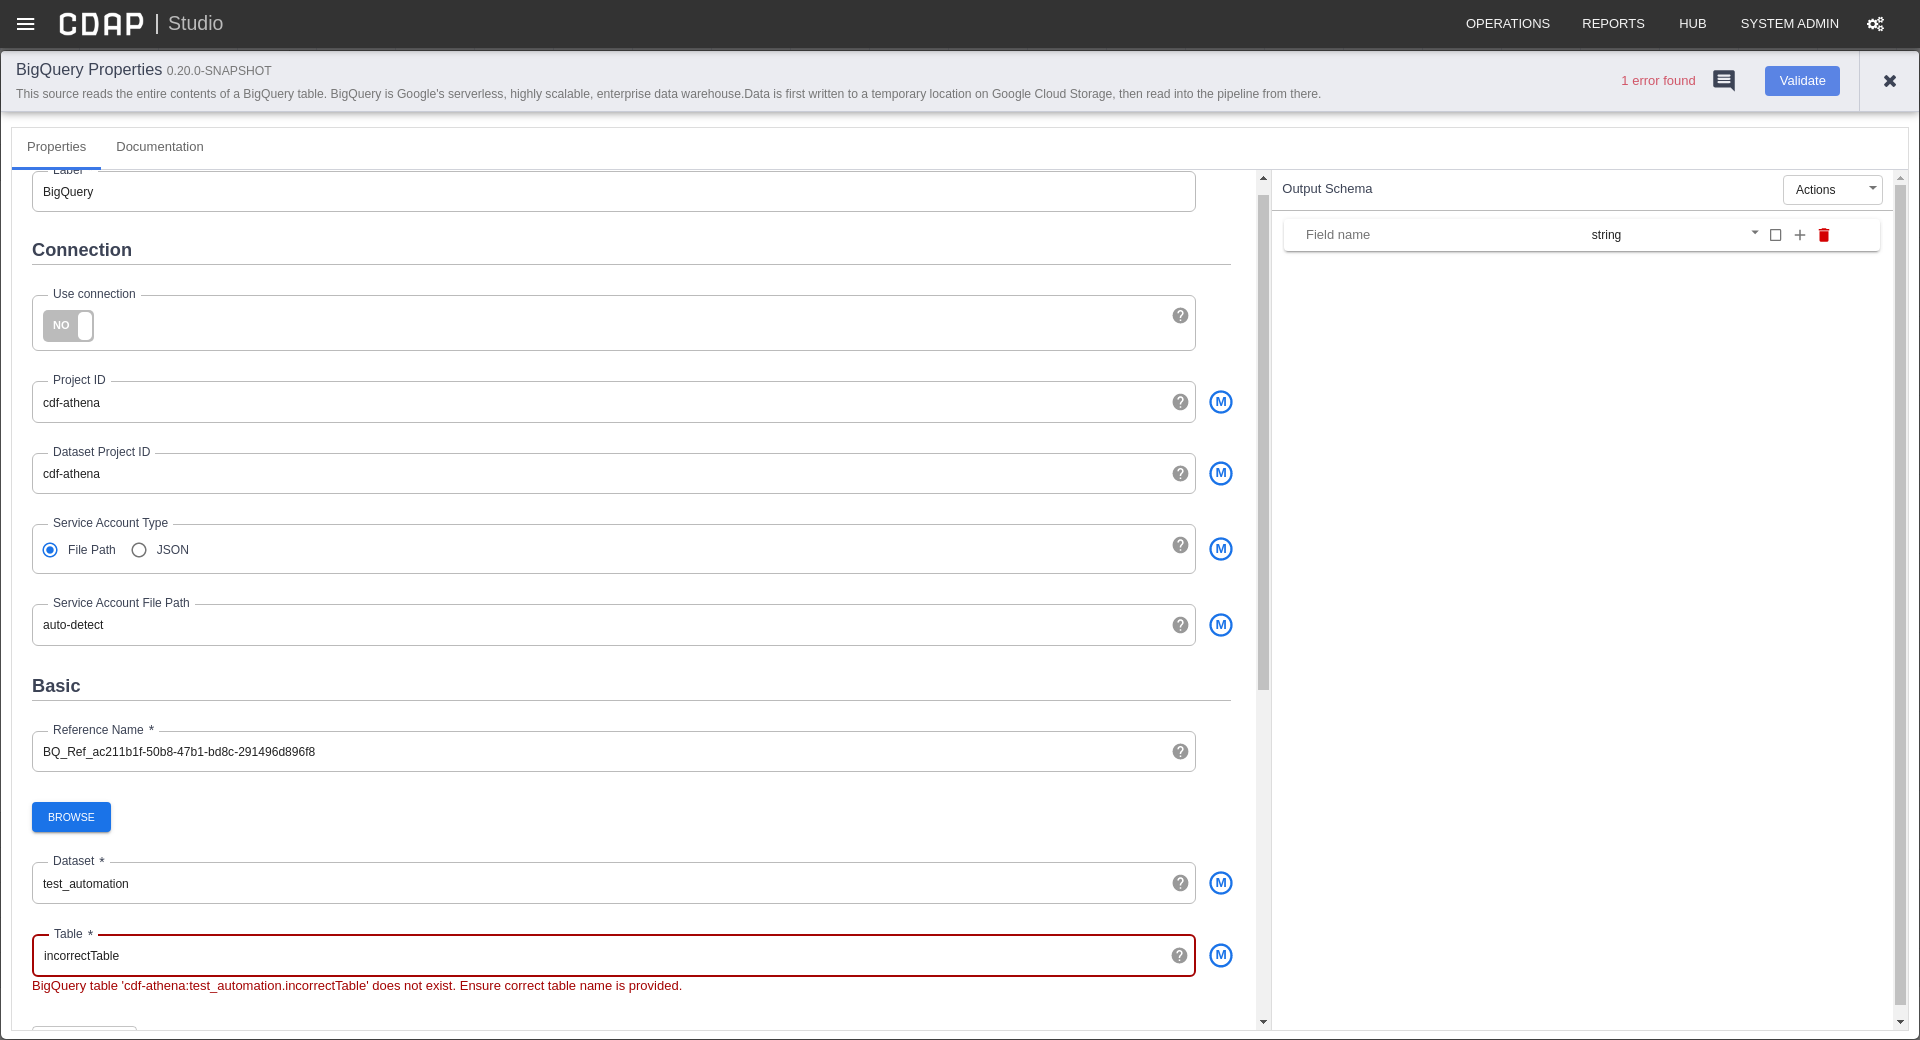 CDAP | Studio
OPERATIONS REPORTS HUB SYSTEM ADMIN
BigQuery Properties 0.20.0-SNAPSHOT
This source reads the entire contents of a BigQuery table. BigQuery is Google's serverless, highly scalable, enterprise data warehouse.Data is first written to a temporary location on Google Cloud Storage, then read into the pipeline from there.
1 error found
Validate
Properties Documentation
Label
BigQuery
Connection
Use connection
NO
Project ID
cdf-athena
M
Dataset Project ID
cdf-athena
M
Service Account Type
File Path JSON
M
Service Account File Path
auto-detect
M
Basic
Reference Name *
BQ_Ref_ac211b1f-50b8-47b1-bd8c-291496d896f8
BROWSE
Dataset *
test_automation
M
Table *
incorrectTable
M
BigQuery table 'cdf-athena:test_automation.incorrectTable' does not exist. Ensure correct table name is provided.
Output Schema
Actions
Field name string